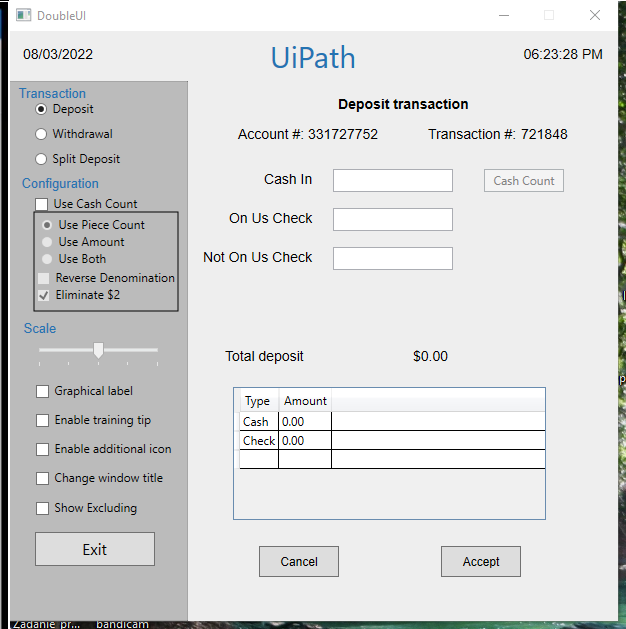 DoubleUI
08/03/2022
UiPath
06:23:28 PM
Transaction
Deposit
Withdrawal
Split Deposit
Configuration
Use Cash Count
Use Piece Count
Use Amount
Use Both
Reverse Denomination
Eliminate $2
Scale
Graphical label
Enable training tip
Enable additional icon
Change window title
Show Excluding
Exit
Deposit transaction
Account #: 331727752 Transaction #: 721848
Cash In
Cash Count
On Us Check
Not On Us Check
Total deposit $0.00
Type Amount
Cash 0.00
Check 0.00
Cancel Accept
Zadanie_pr... bandicam